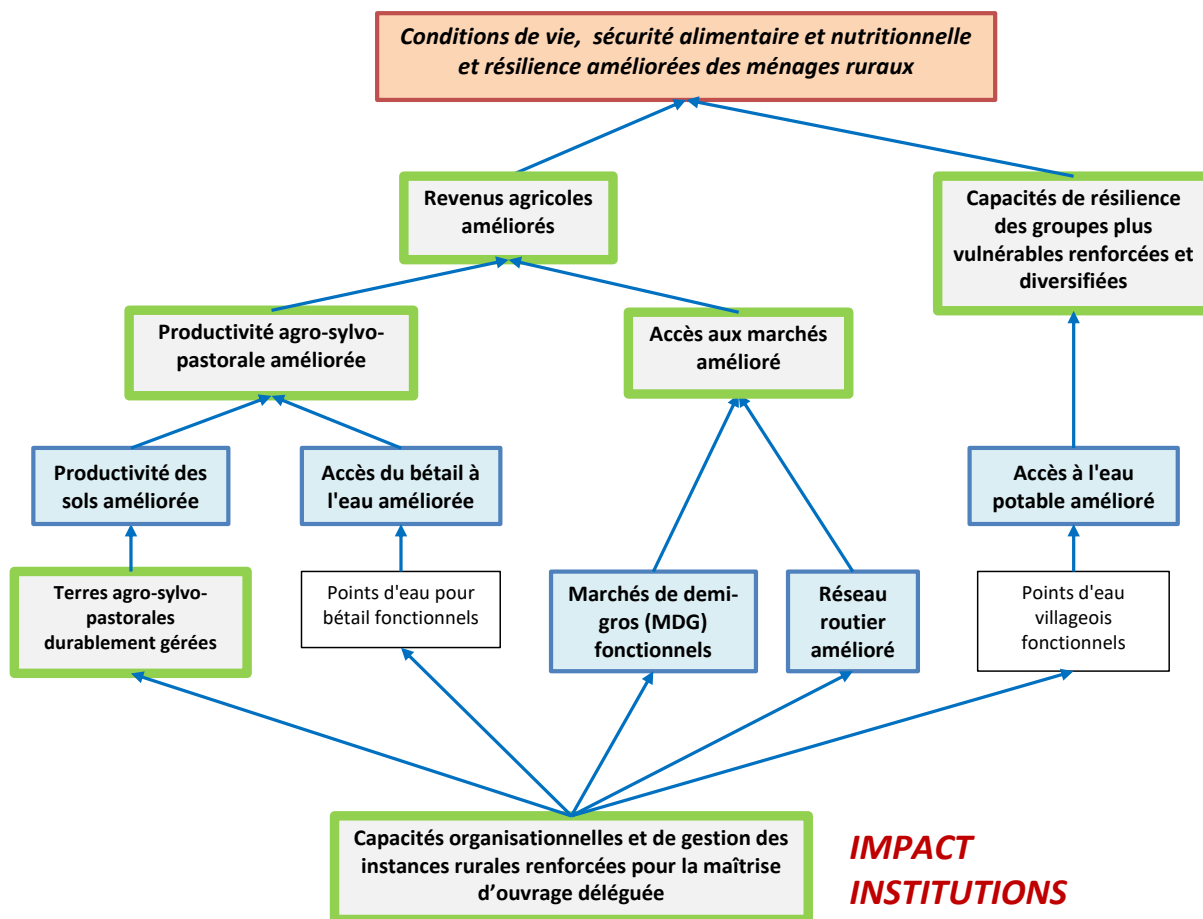 Conditions de vie, sécurité alimentaire et nutritionnelle
et résilience améliorées des ménages ruraux
Revenus agricoles
améliorés
Capacités de résilience
des groupes plus
vulnérables renforcées et
diversifiées
Productivité agro-sylvo-
pastorale améliorée
Accès aux marchés
amélioré
Productivité des
sols améliorée
Accès du bétail à
l'eau améliorée
Accès à l'eau
potable amélioré
Terres agro-sylvo-
pastorales
durablement gérées
Points d'eau pour
bétail fonctionnels
Marchés de demi-
gros (MDG)
fonctionnels
Réseau
routier
amélioré
Points d'eau
villageois
fonctionnels
Capacités organisationnelles et de gestion des
instances rurales renforcées pour la maîtrise
d’ouvrage déléguée
IMPACT
INSTITUTIONS